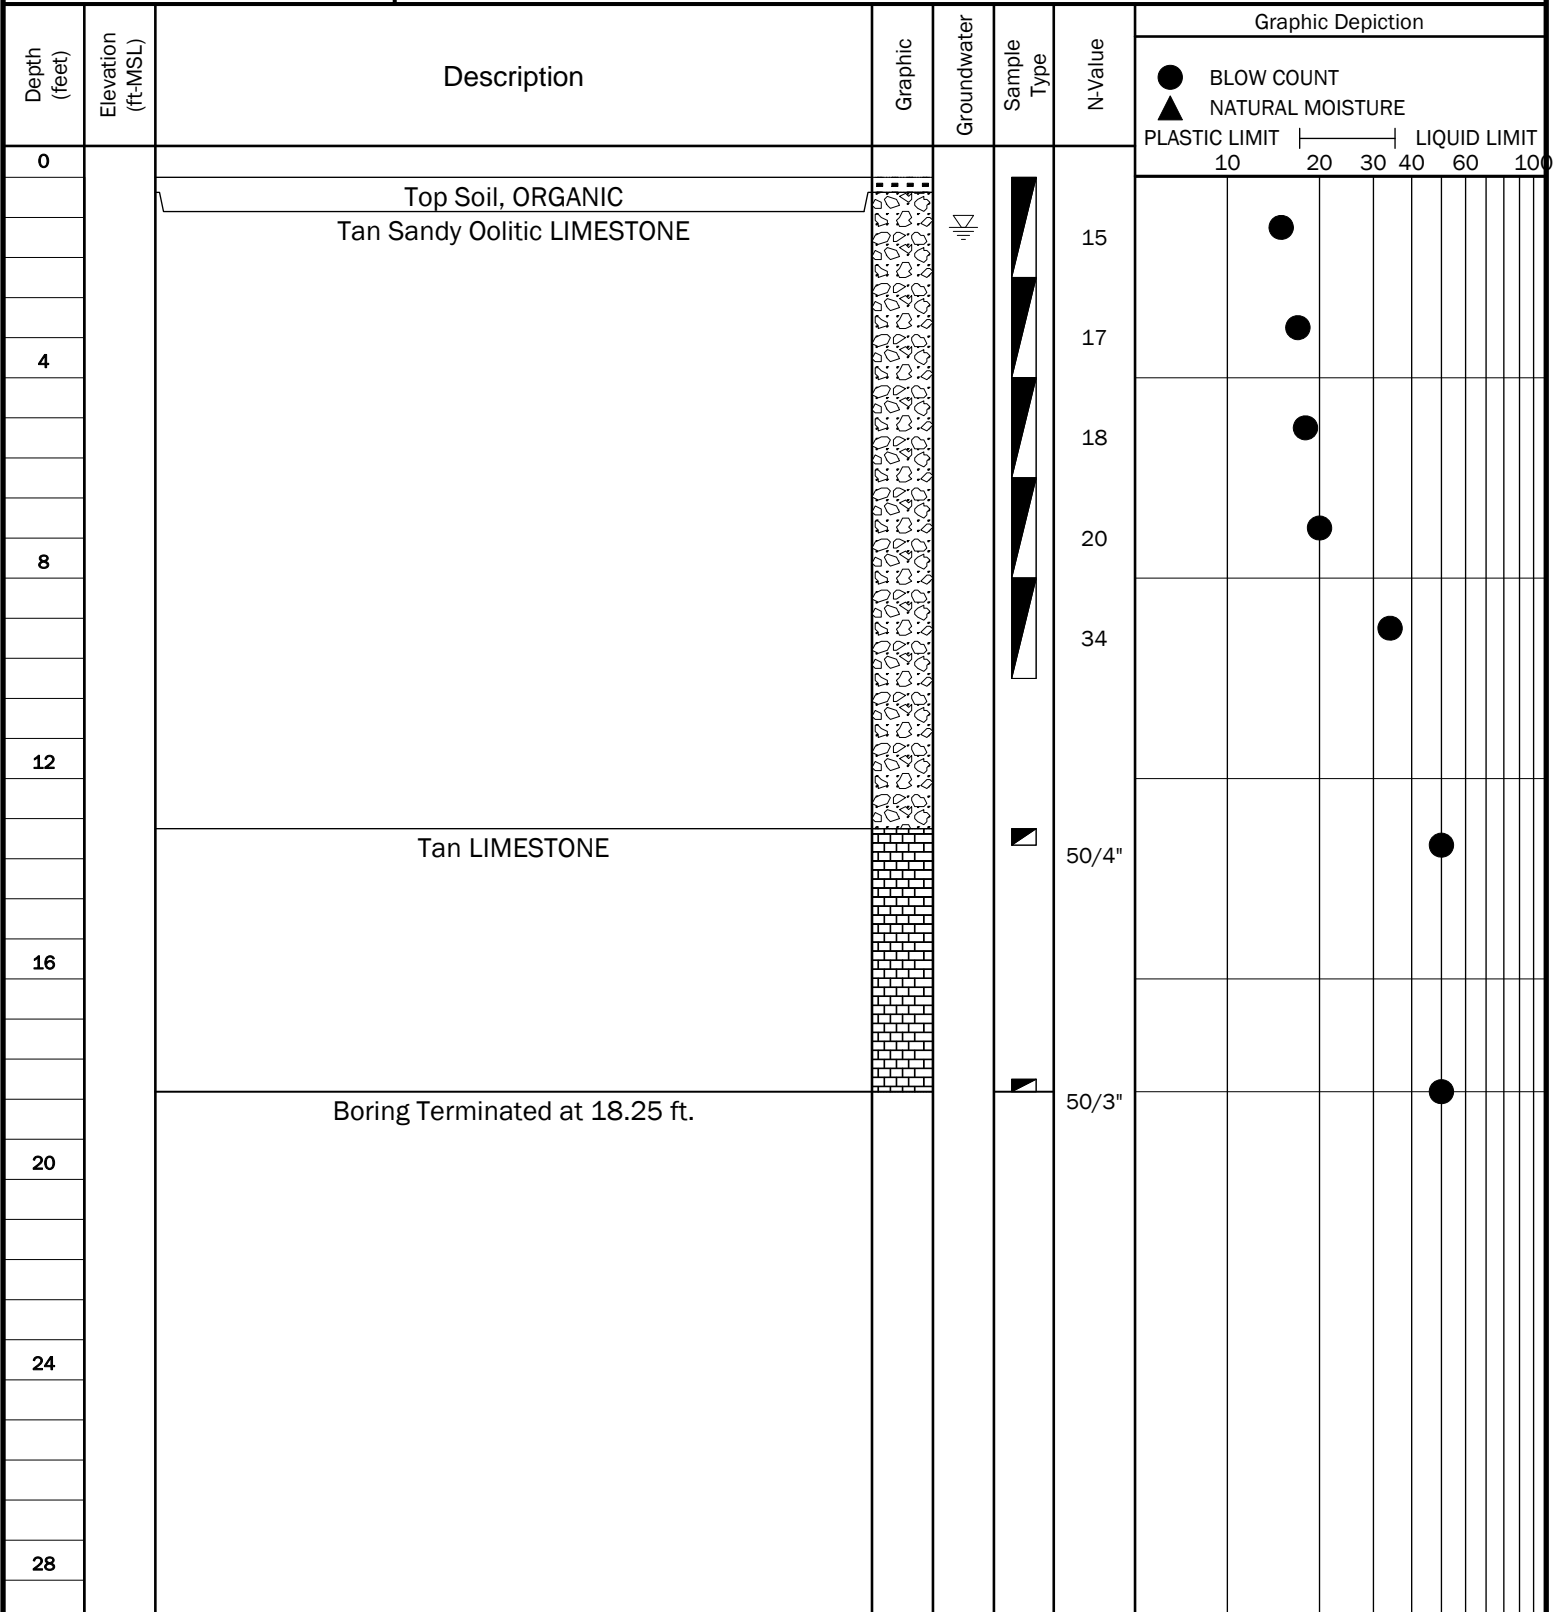 Depth
(feet)
Elevation
(ft-MSL)
Description
Graphic
Groundwater
Sample
Type
N-Value
Graphic Depiction
BLOW COUNT
NATURAL MOISTURE
PLASTIC LIMIT LIQUID LIMIT
10 20 30 40 60 100
0
Top Soil, ORGANIC
Tan Sandy Oolitic LIMESTONE
15
17
4
18
20
8
34
12
Tan LIMESTONE
50/4"
16
50/3"
Boring Terminated at 18.25 ft.
20
24
28